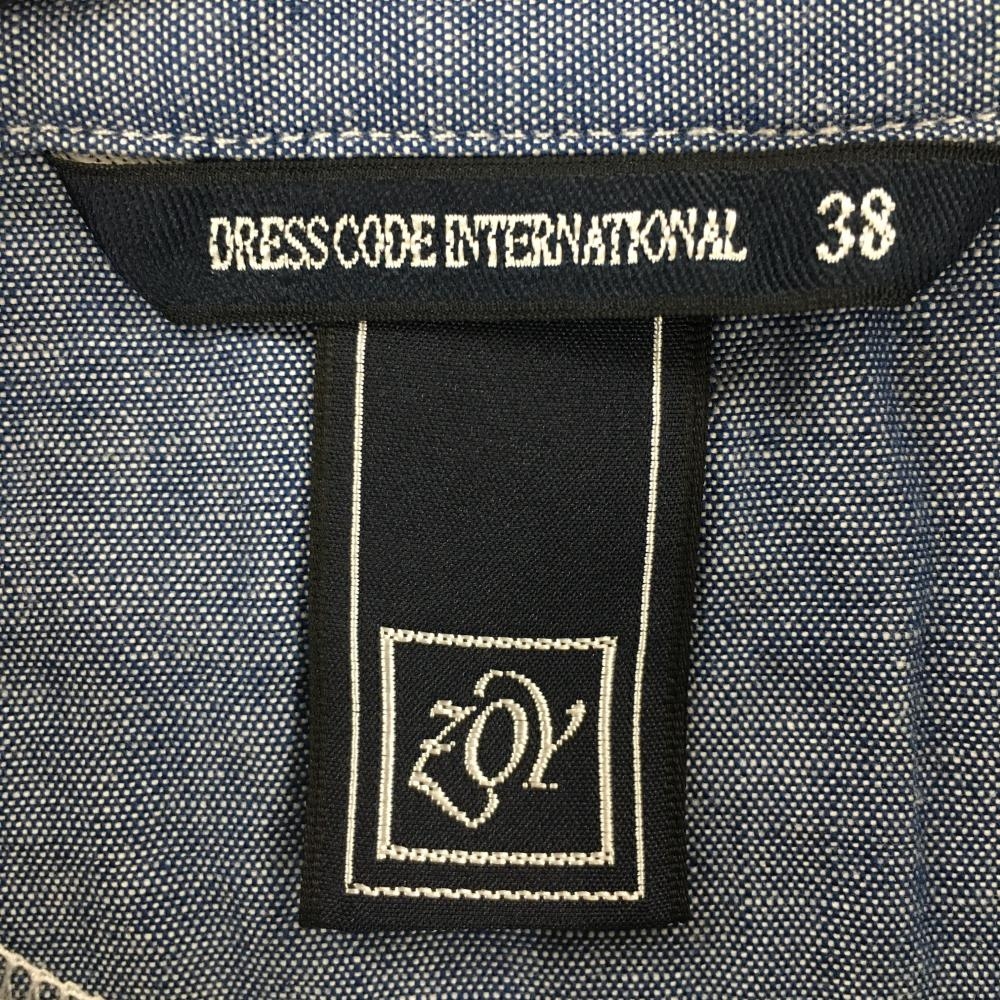 DRESS CODE INTERNATIONAL 38
ZOY